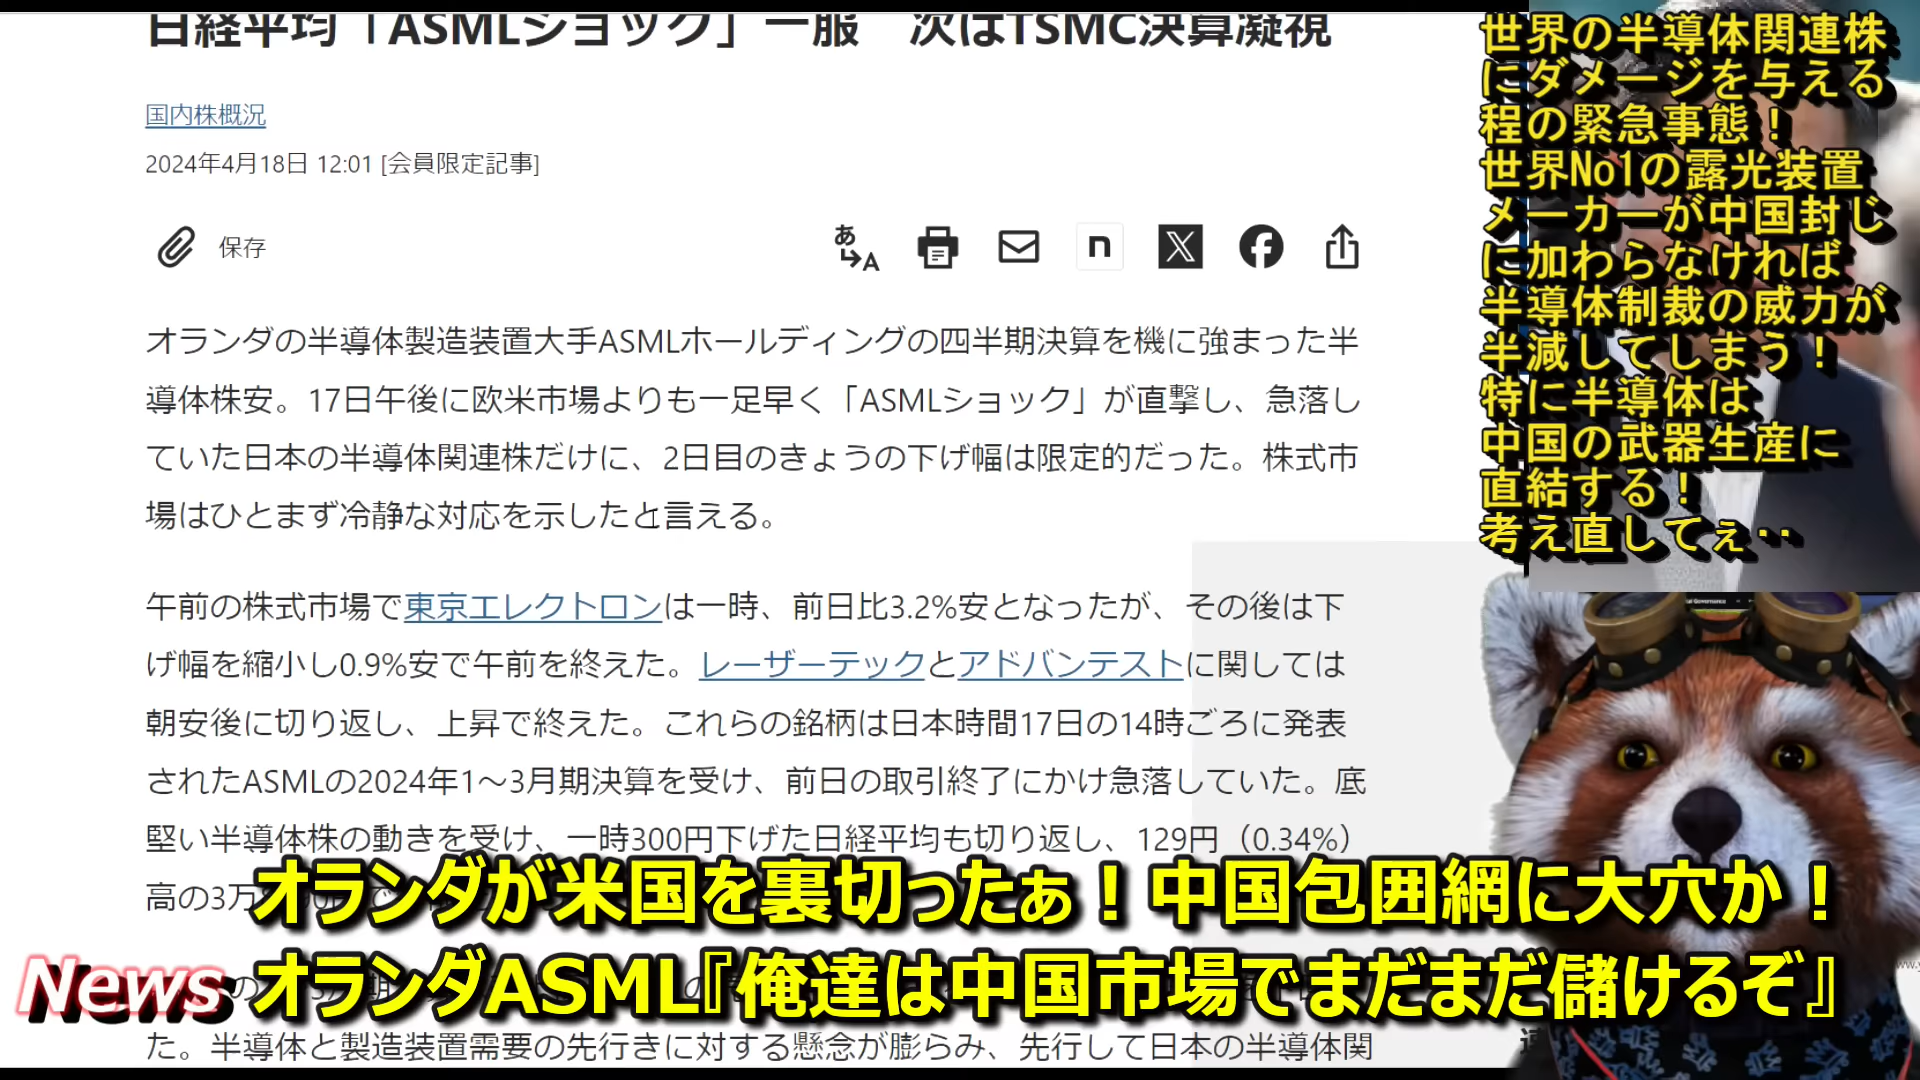 日経平均「ASMLショック」一服　次はTSMC決算凝視
国内株概況
2024年4月18日 12:01 [会員限定記事]
保存
あ
A
n
X
オランダの半導体製造装置大手ASMLホールディングの四半期決算を機に強まった半
導体株安。17日午後に欧米市場よりも一足早く「ASMLショック」が直撃し、急落し
ていた日本の半導体関連株だけに、2日目のきょうの下げ幅は限定的だった。株式市
場はひとまず冷静な対応を示したと言える。
午前の株式市場で東京エレクトロンは一時、前日比3.2%安となったが、その後は下
げ幅を縮小し0.9%安で午前を終えた。レーザーテックとアドバンテストに関しては
朝安後に切り返し、上昇で終えた。これらの銘柄は日本時間17日の14時ごろに発表
されたASMLの2024年1～3月期決算を受け、前日の取引終了にかけ急落していた。底
堅い半導体株の動きを受け、一時300円下げた日経平均も切り返し、129円（0.34%）
高の3万
た。半導体と製造装置需要の先行きに対する懸念が膨らみ、先行して日本の半導体関
世界の半導体関連株
にダメージを与える
程の緊急事態！
世界No1の露光装置
メーカーが中国封じ
に加わらなければ
半導体制裁の威力が
半減してしまう！
特に半導体は
中国の武器生産に
直結する！
考え直してぇ‥
オランダが米国を裏切ったぁ！中国包囲網に大穴か！
News
オランダASML『俺達は中国市場でまだまだ儲けるぞ』